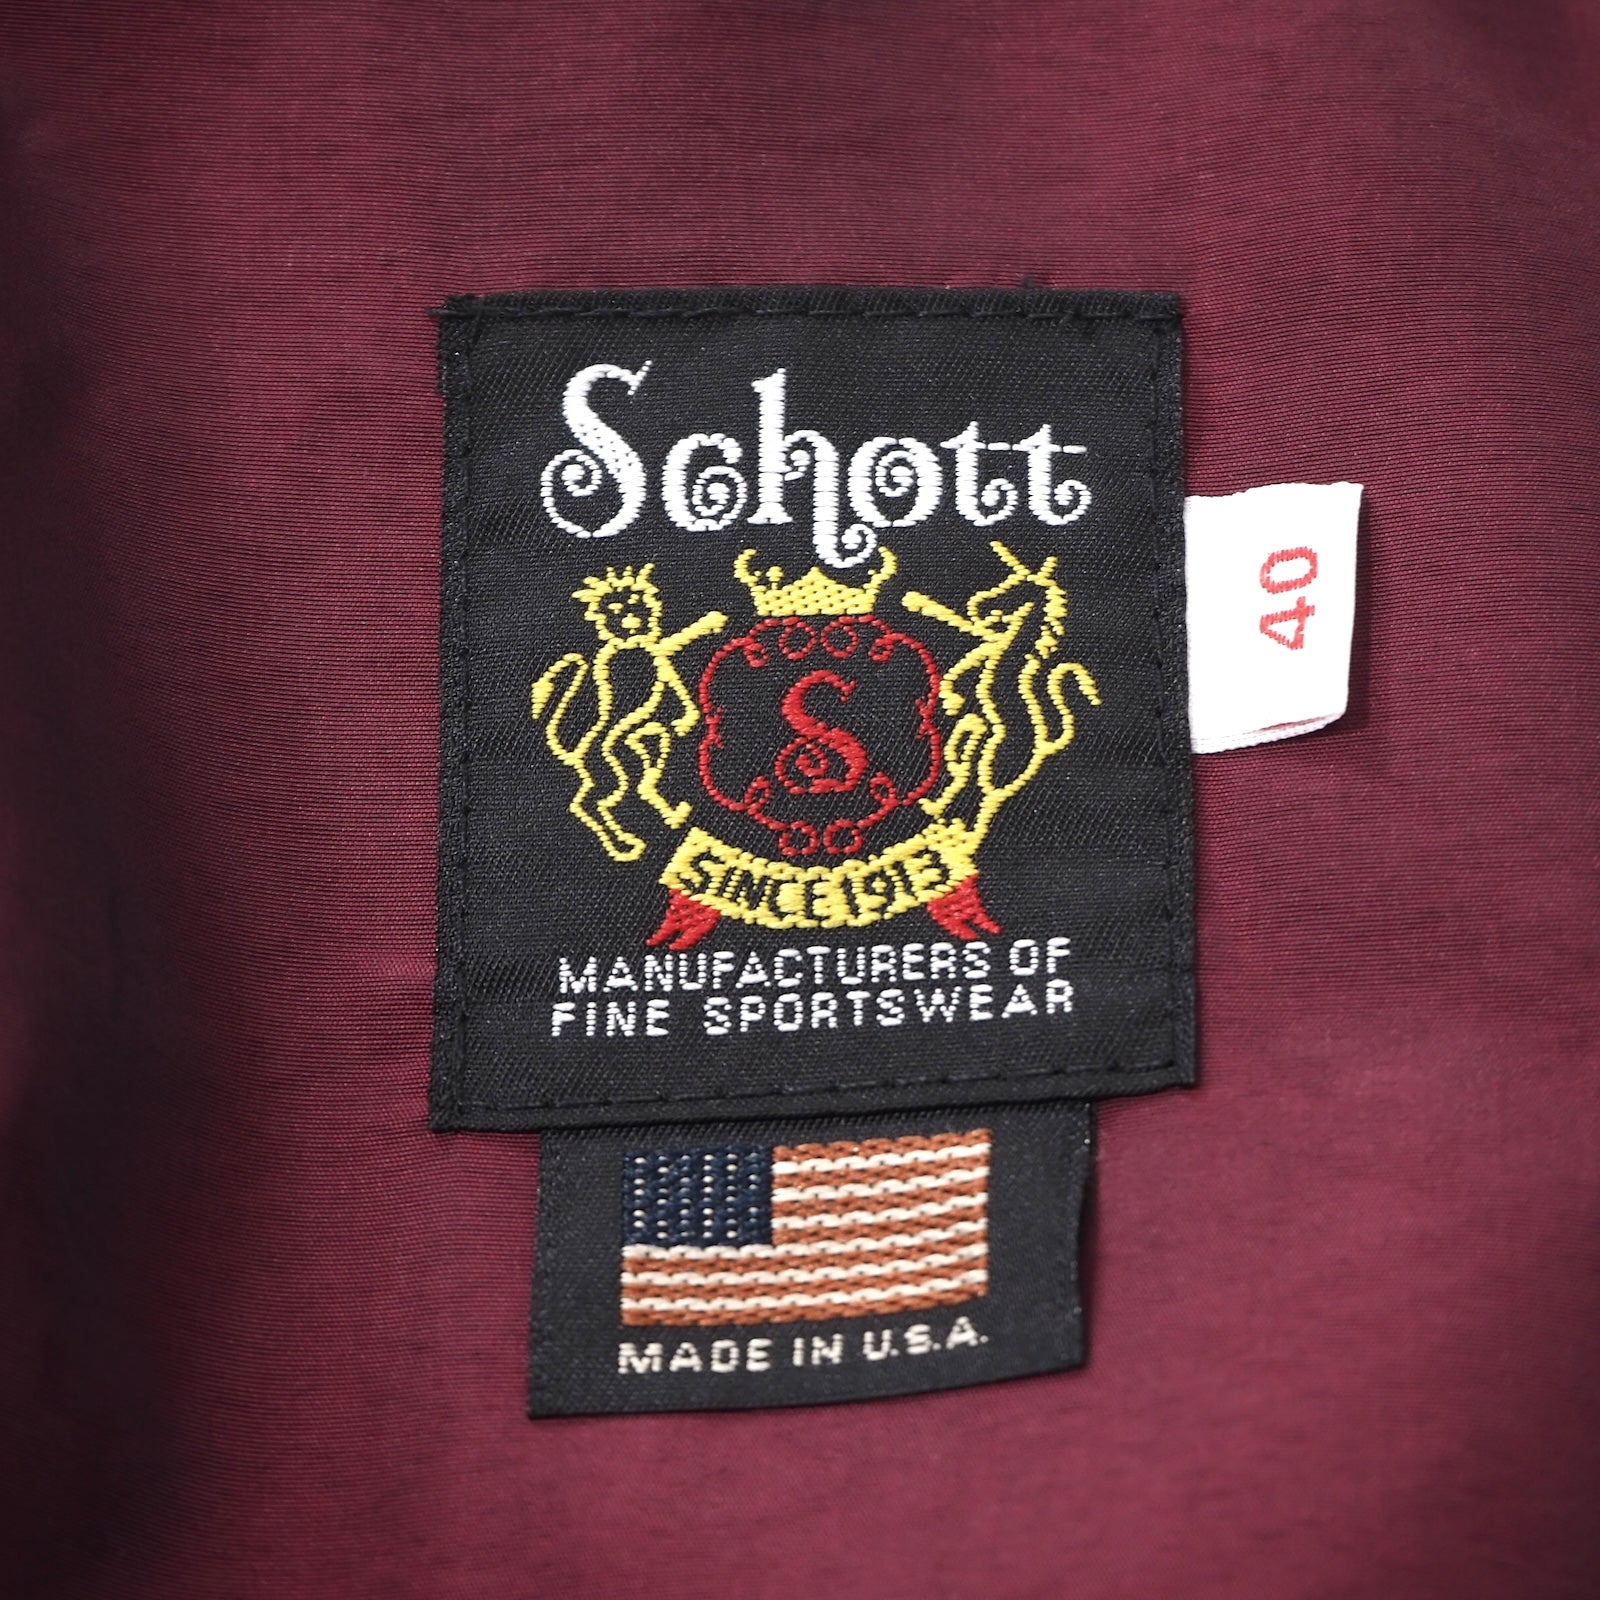 Schott
40
S
SINCE 1913
MANUFACTURERS OF
FINE SPORTSWEAR
MADE IN U.S.A.